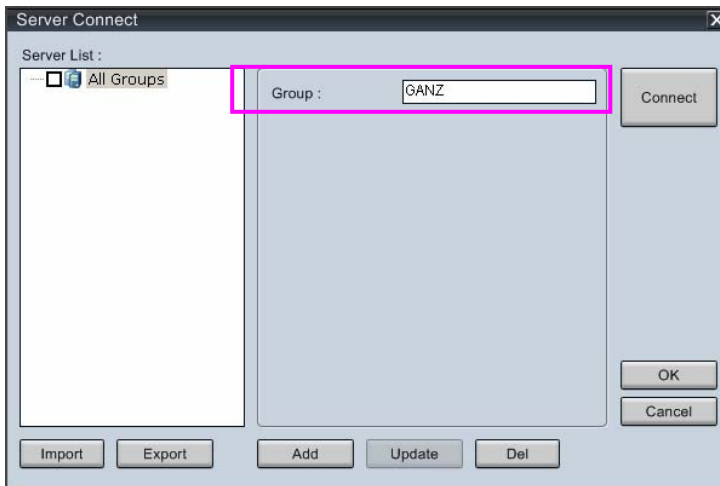 Server Connect
Server List :
All Groups
Group :
GANZ
Connect
OK
Cancel
Import
Export
Add
Update
Del